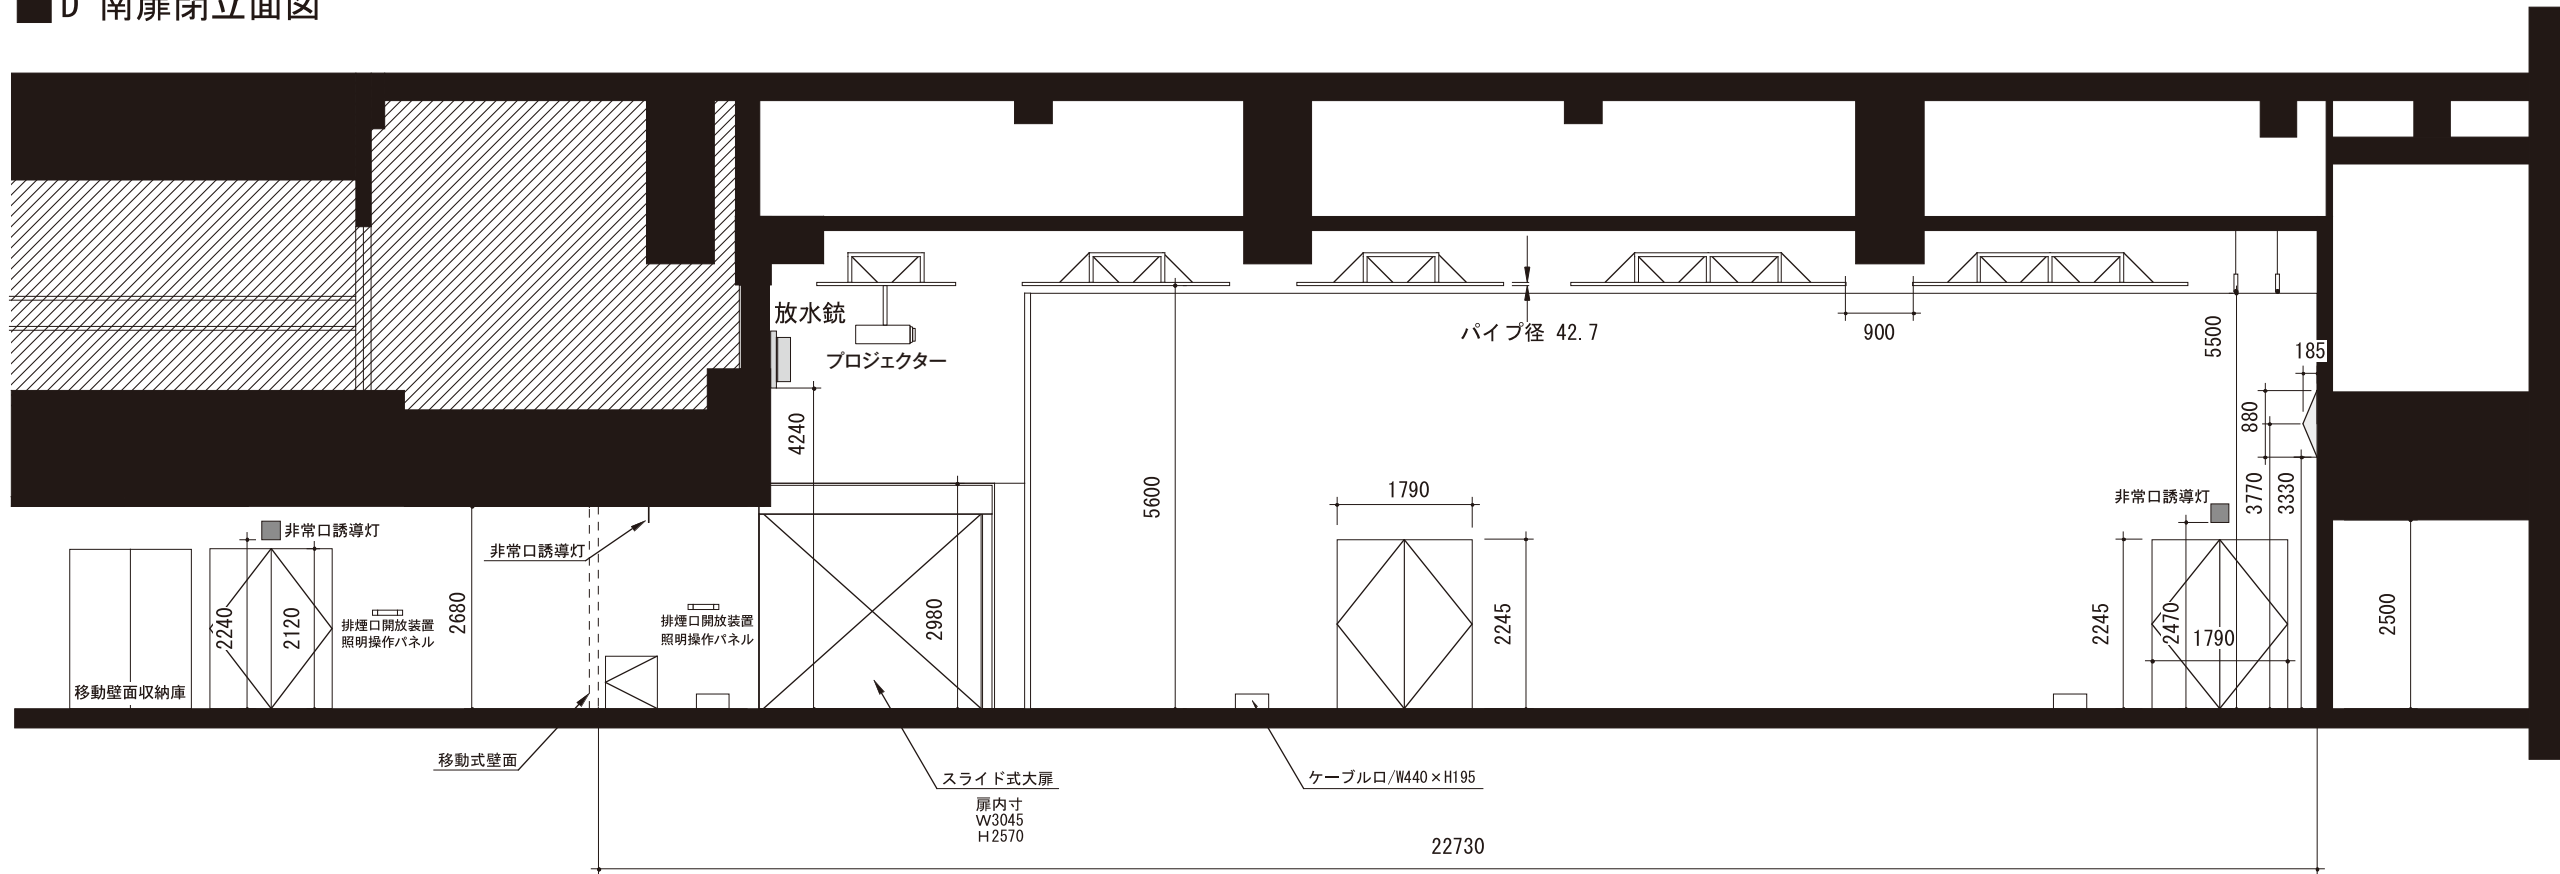 ■D 南扉閉立面図
放水銃
プロジェクター
パイプ径 42.7
900
5500
185
880
4240
5600
1790
3770
3330
非常口誘導灯
非常口誘導灯
非常口誘導灯
2240
2120
排煙口開放装置
照明操作パネル
2680
排煙口開放装置
照明操作パネル
2980
2245
2245
2470
1790
2500
移動壁面収納庫
移動式壁面
スライド式大扉
扉内寸
W3045
H2570
ケーブル口/W440×H195
22730